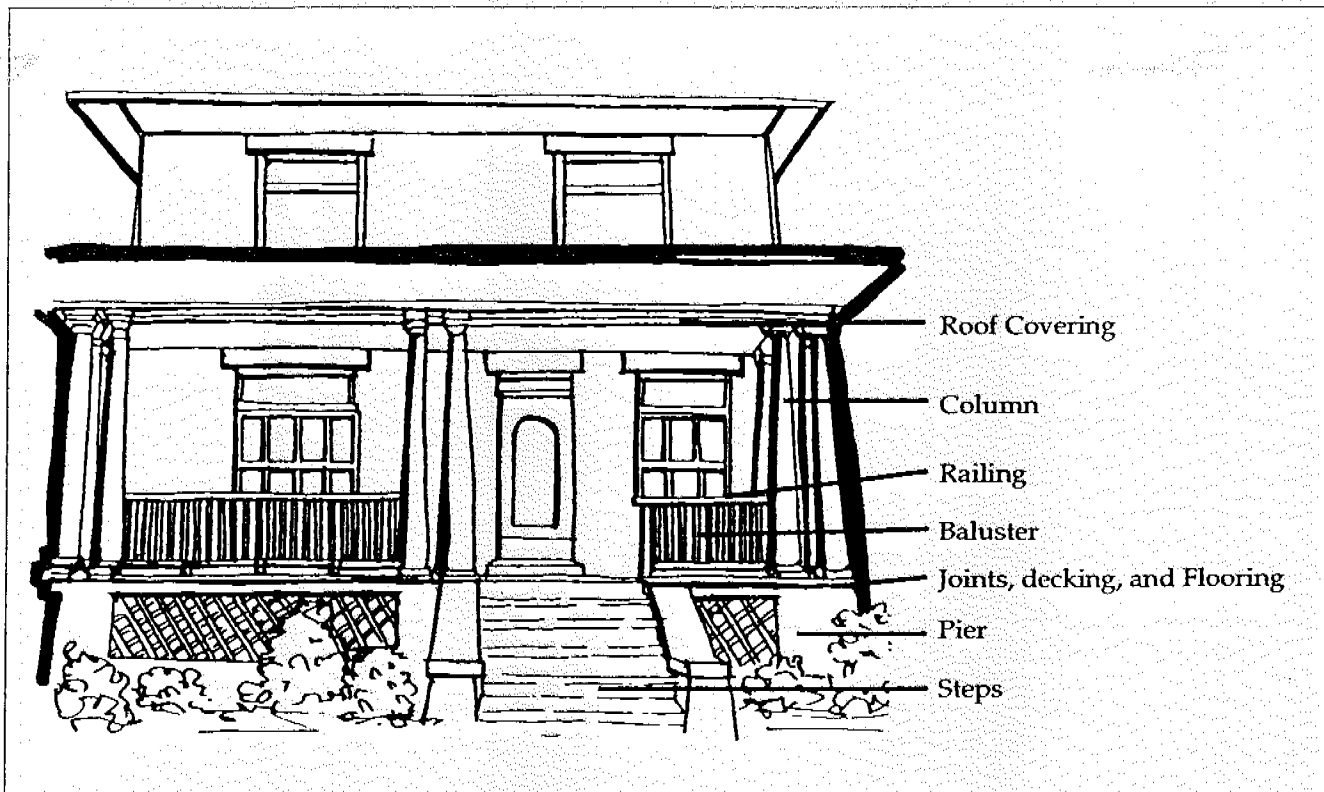 Roof Covering
Column
Railing
Baluster
Joints, decking, and Flooring
Pier
Steps